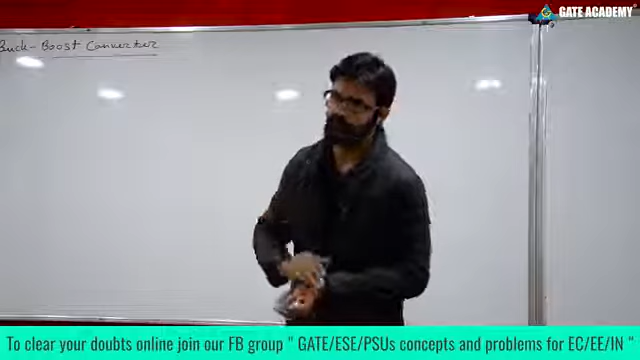 GATE ACADEMY
Buck-Boost Converter
To clear your doubts online join our FB group " GATE/ESE/PSUs concepts and problems for EC/EE/IN "